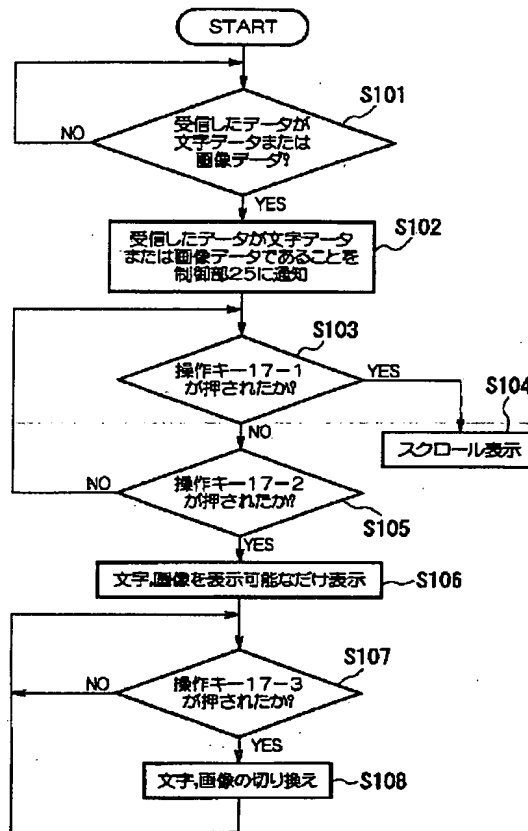 START
S101
受信したデータが
文字データまたは
画像データ?
NO
YES
S102
受信したデータが文字データ
または画像データであることを
制御部25に通知
S103
操作キー17-1
が押されたか?
YES
S104
NO
スクロール表示
操作キー17-2
が押されたか?
NO
S105
YES
文字,画像を表示可能なだけ表示
S106
S107
操作キー17-3
が押されたか?
NO
YES
文字,画像の切り換え
S108